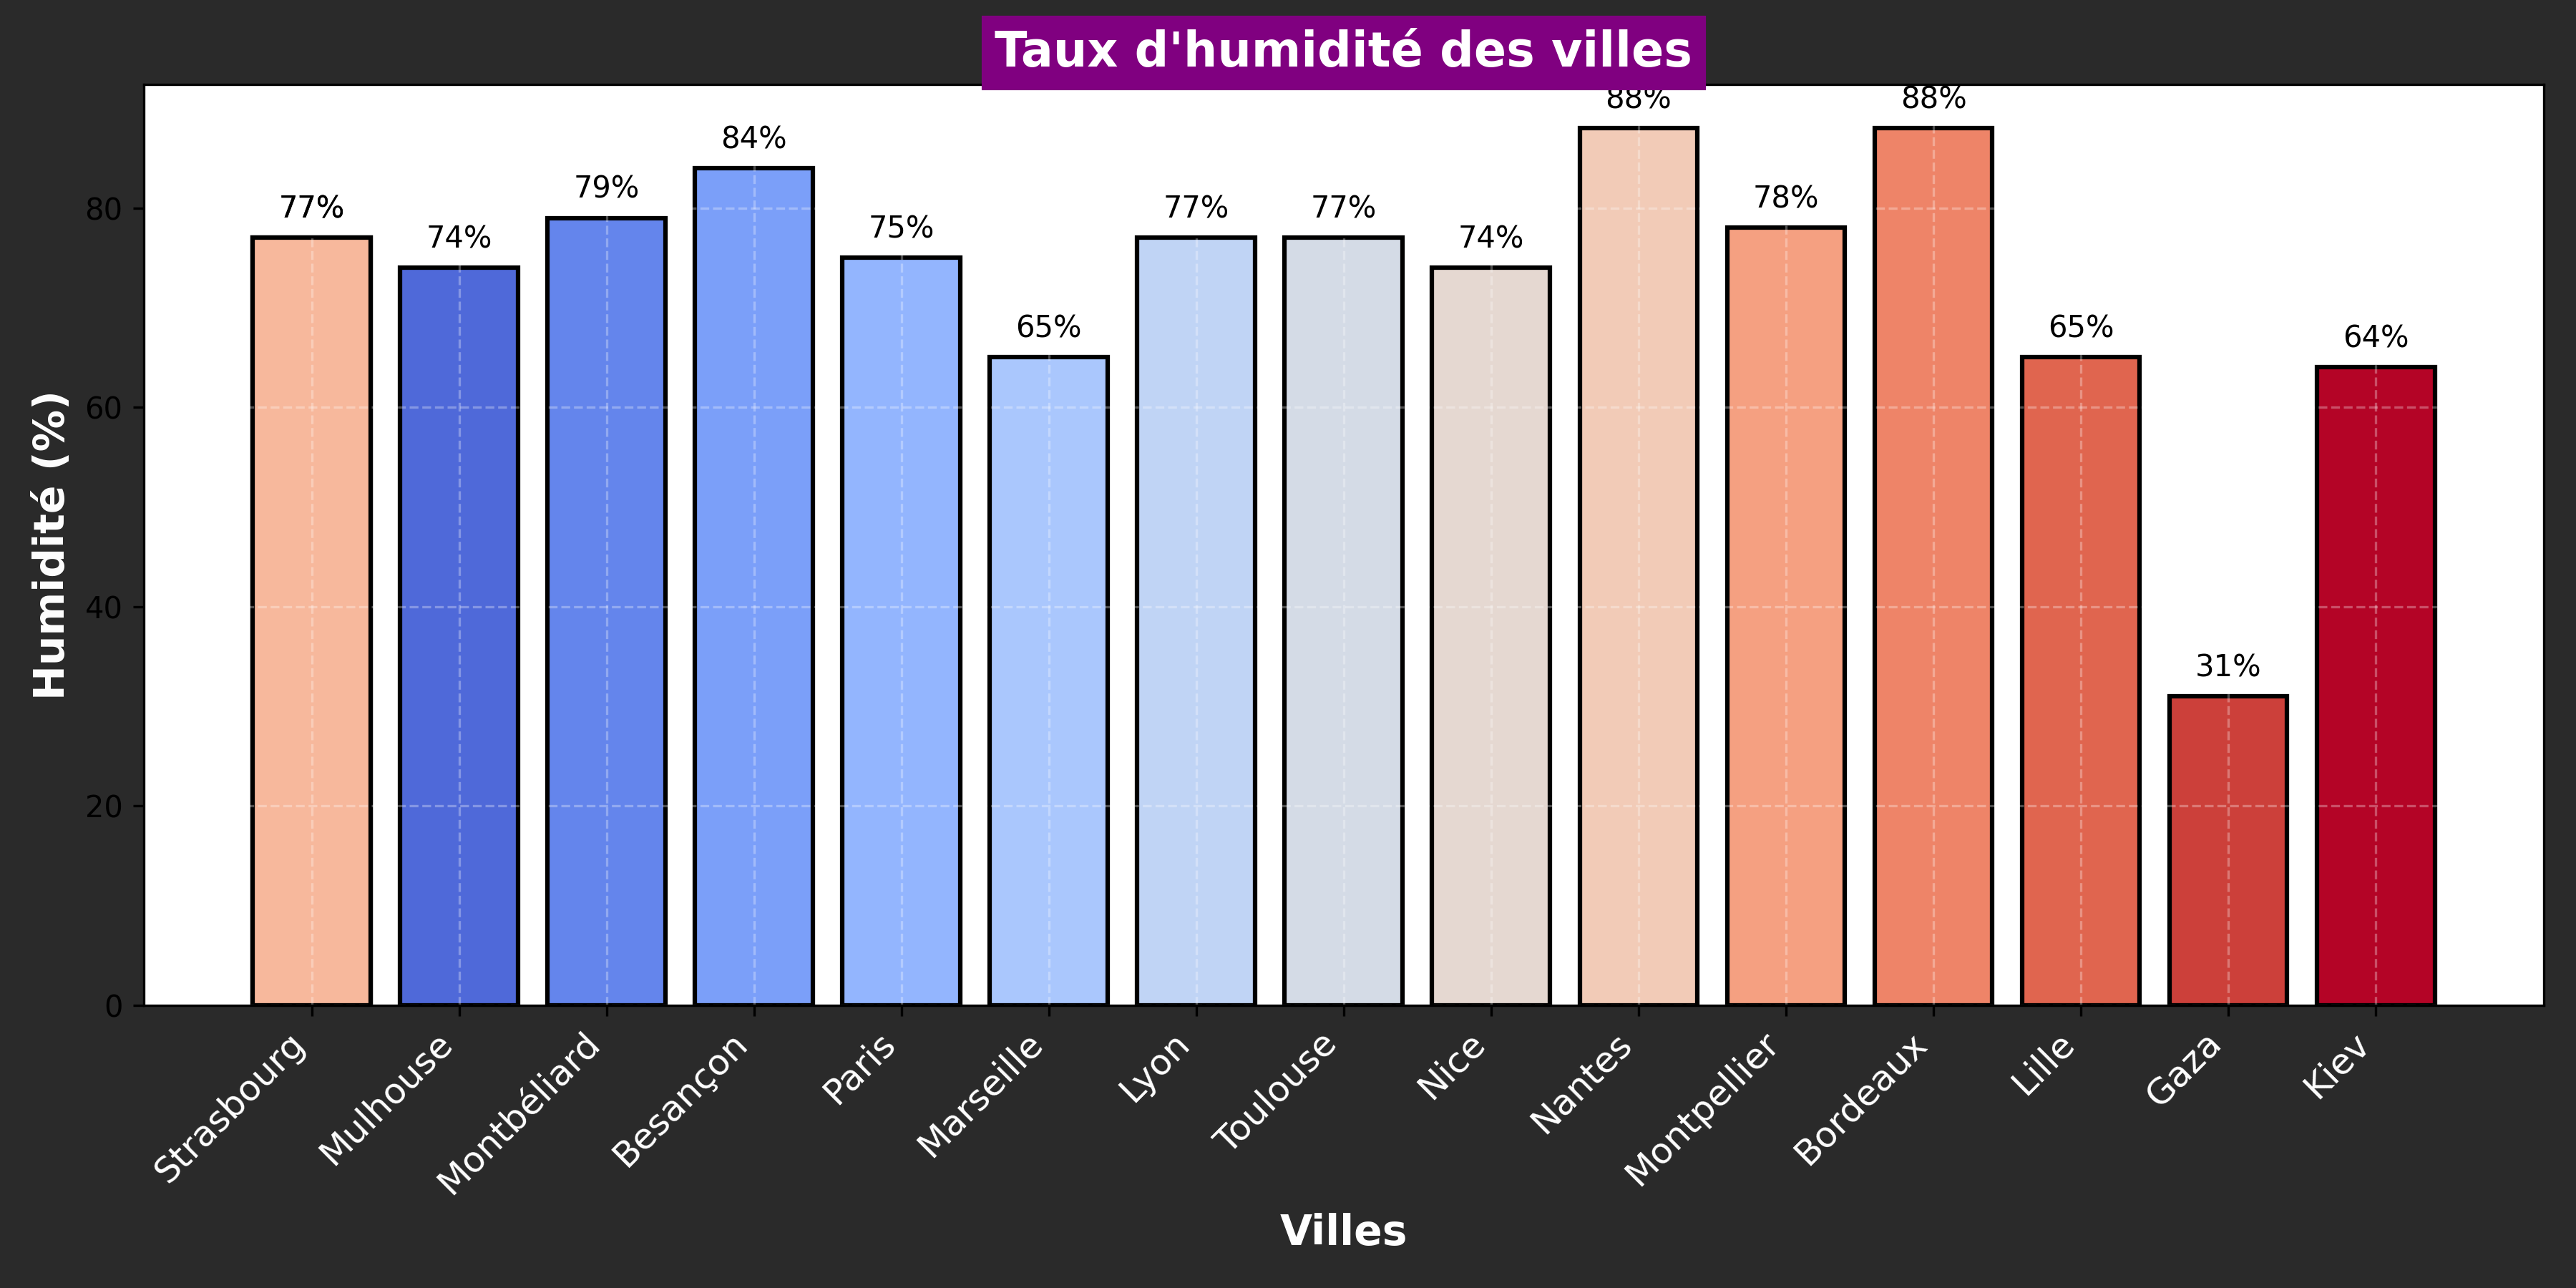 Taux d'humidité des villes
88% 88%
84%
79%
77% 77% 77% 78%
74% 75% 74%
65% 65% 64%
31%
Humidité (%)
80
60
40
20
0
Strasbourg Mulhouse Montbéliard Besançon Paris Marseille Lyon Toulouse Nice Nantes Montpellier Bordeaux Lille Gaza Kiev
Villes